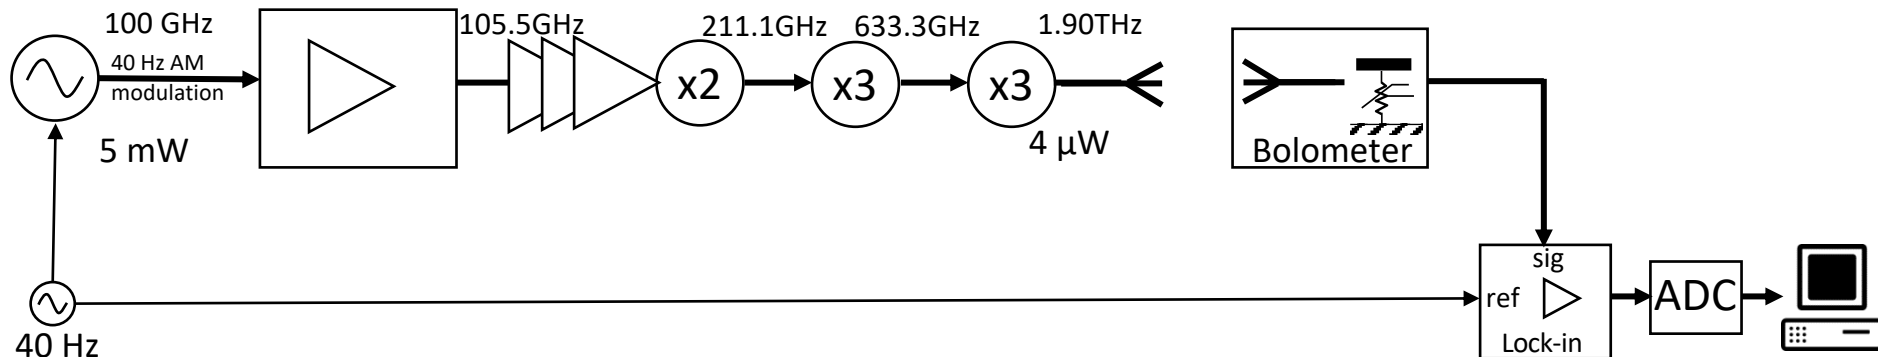 100 GHz
40 Hz AM
modulation
5 mW
105.5GHz
x2
211.1GHz
x3
633.3GHz
x3
1.90THz
4 µW
Bolometer
40 Hz
sig
ref
Lock-in
ADC